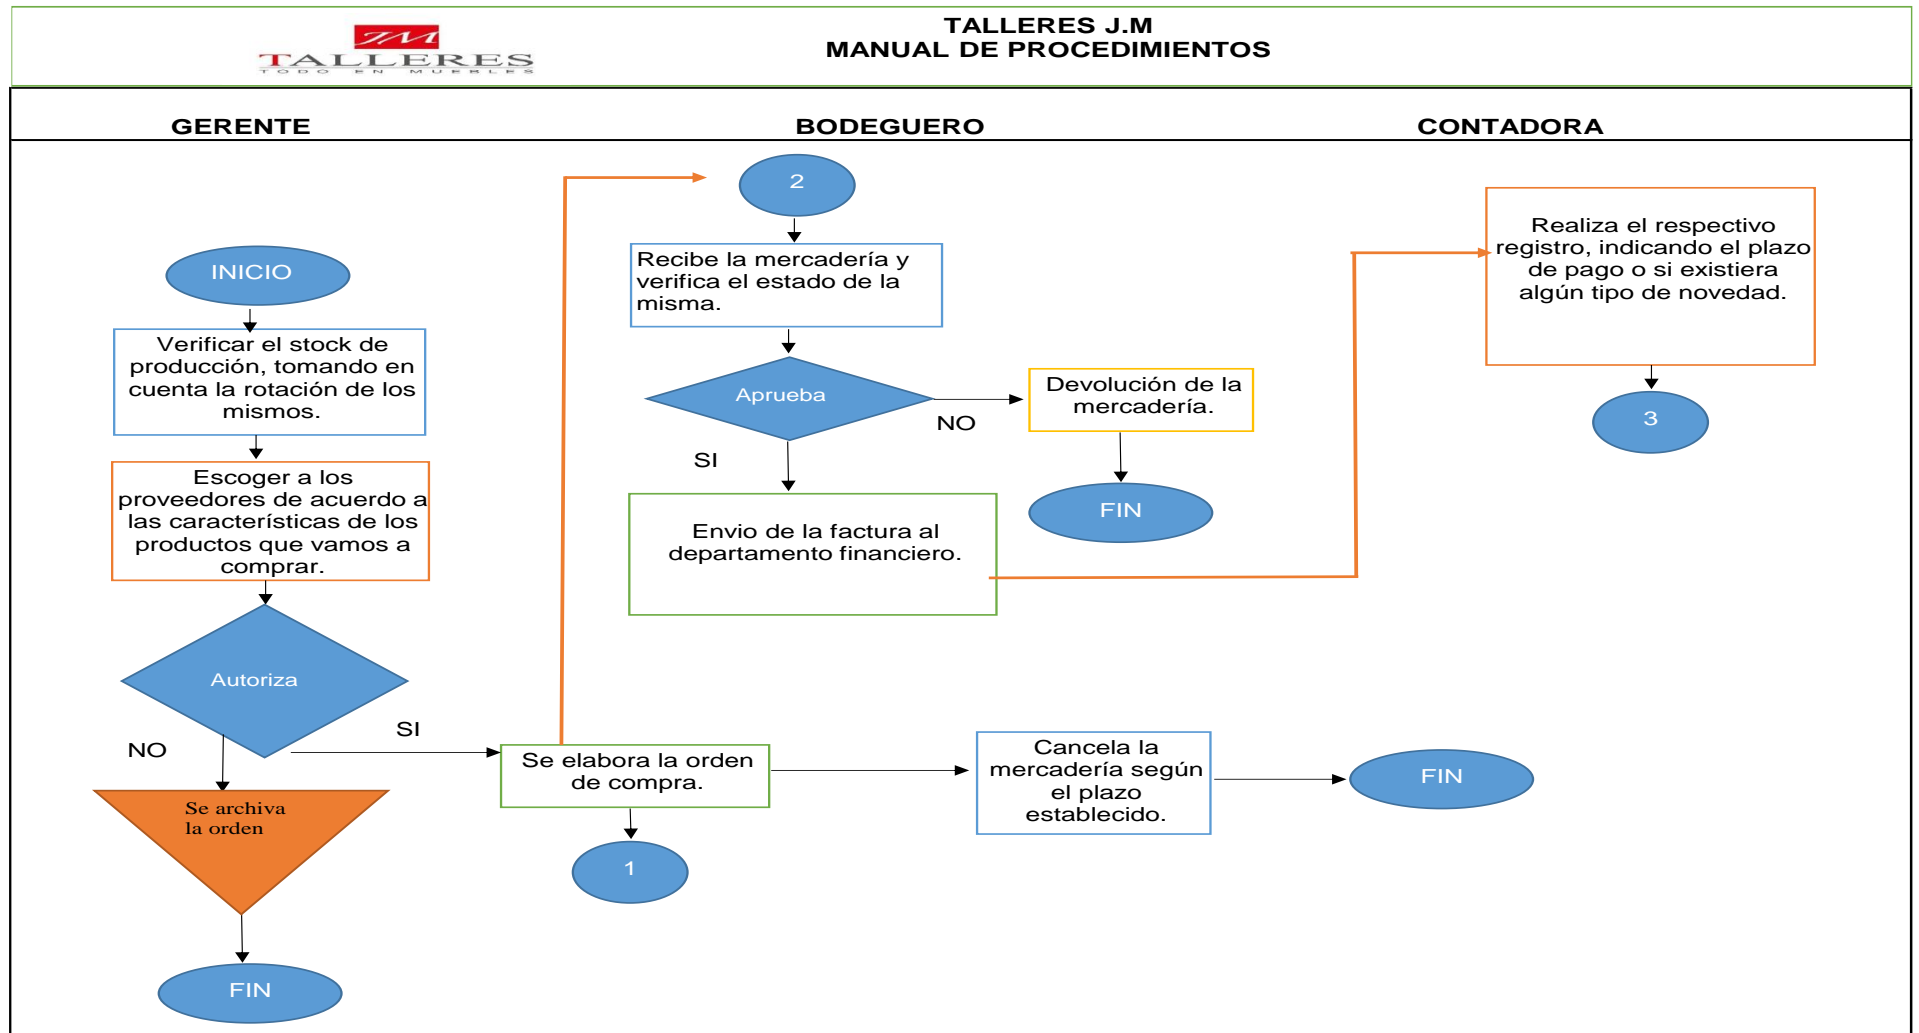 JM
TALLERES
TODO EN MUEBLES
TALLERES J.M
MANUAL DE PROCEDIMIENTOS
GERENTE
BODEGUERO
CONTADORA
INICIO
Verificar el stock de
producción, tomando en
cuenta la rotación de los
mismos.
Escoger a los
proveedores de acuerdo a
las características de los
productos que vamos a
comprar.
Autoriza
NO
SI
Se archiva
la orden
FIN
Se elabora la orden
de compra.
1
Cancela la
mercadería según
el plazo
establecido.
FIN
2
Recibe la mercadería y
verifica el estado de la
misma.
Aprueba
NO
SI
Devolución de la
mercadería.
FIN
Envio de la factura al
departamento financiero.
Realiza el respectivo
registro, indicando el plazo
de pago o si existiera
algún tipo de novedad.
3